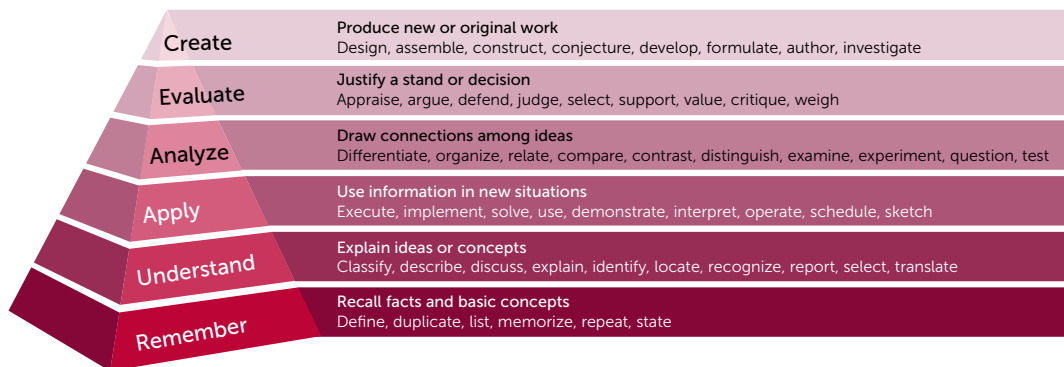 Create
Produce new or original work
Design, assemble, construct, conjecture, develop, formulate, author, investigate
Evaluate
Justify a stand or decision
Appraise, argue, defend, judge, select, support, value, critique, weigh
Analyze
Draw connections among ideas
Differentiate, organize, relate, compare, contrast, distinguish, examine, experiment, question, test
Apply
Use information in new situations
Execute, implement, solve, use, demonstrate, interpret, operate, schedule, sketch
Understand
Explain ideas or concepts
Classify, describe, discuss, explain, identify, locate, recognize, report, select, translate
Remember
Recall facts and basic concepts
Define, duplicate, list, memorize, repeat, state